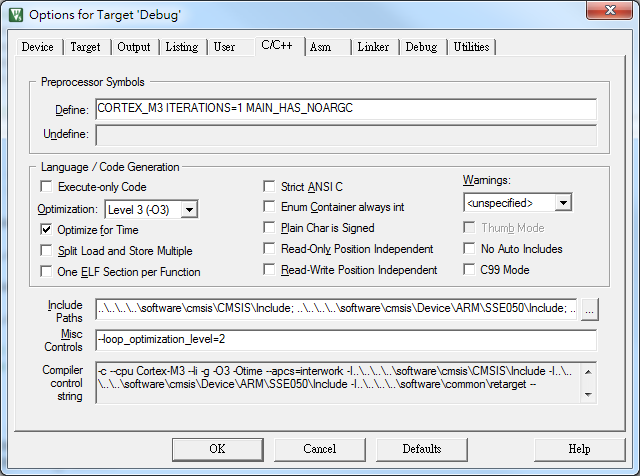 Options for Target 'Debug'
Device Target Output Listing User C/C++ Asm Linker Debug Utilities
Preprocessor Symbols
Define: CORTEX_M3 ITERATIONS=1 MAIN_HAS_NOARGC
Undefine:
Language / Code Generation
Execute-only Code
Optimization: Level 3 (-O3)
Optimize for Time
Split Load and Store Multiple
One ELF Section per Function
Strict ANSI C
Enum Container always int
Plain Char is Signed
Read-Only Position Independent
Read-Write Position Independent
Warnings:
<unspecified>
Thumb Mode
No Auto Includes
C99 Mode
Include
Paths
..\..\..\..\software\cmsis\CMSIS\Include; ..\..\..\..\software\cmsis\Device\ARM\SSE050\Include; ..
...
Misc
Controls
--loop_optimization_level=2
Compiler
control
string
-c --cpu Cortex-M3 --li -g -O3 -Otime --apcs=interwork -I..\..\..\..\software\cmsis\CMSIS\Include -I..\..
\..\..\software\cmsis\Device\ARM\SSE050\Include -I..\..\..\..\software\common\retarget --
OK Cancel Defaults Help